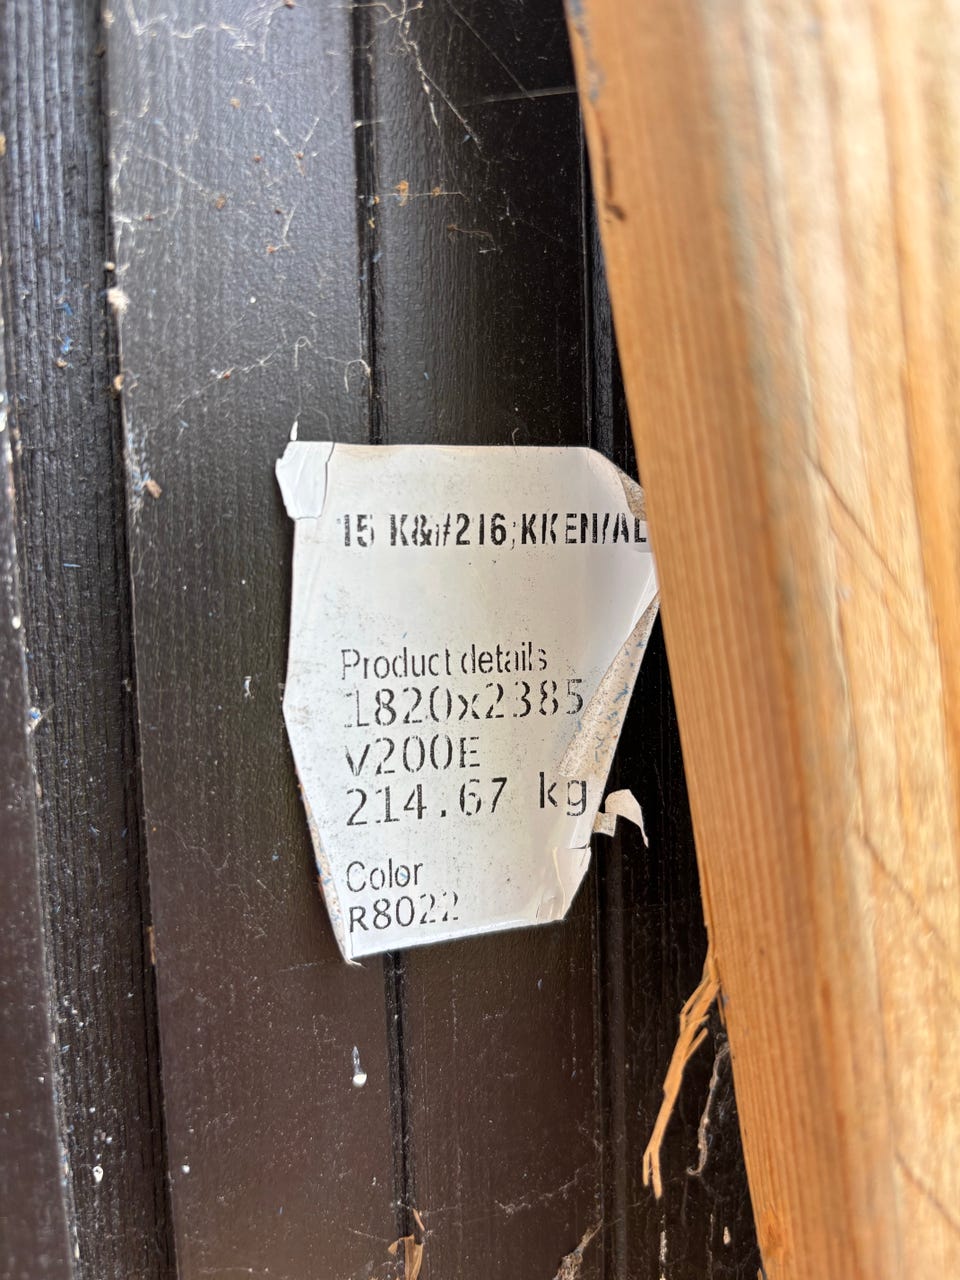 15 K&#216;KKEN/AL
Product details
1820x2385
V200E
214.67 kg
Color
R8022